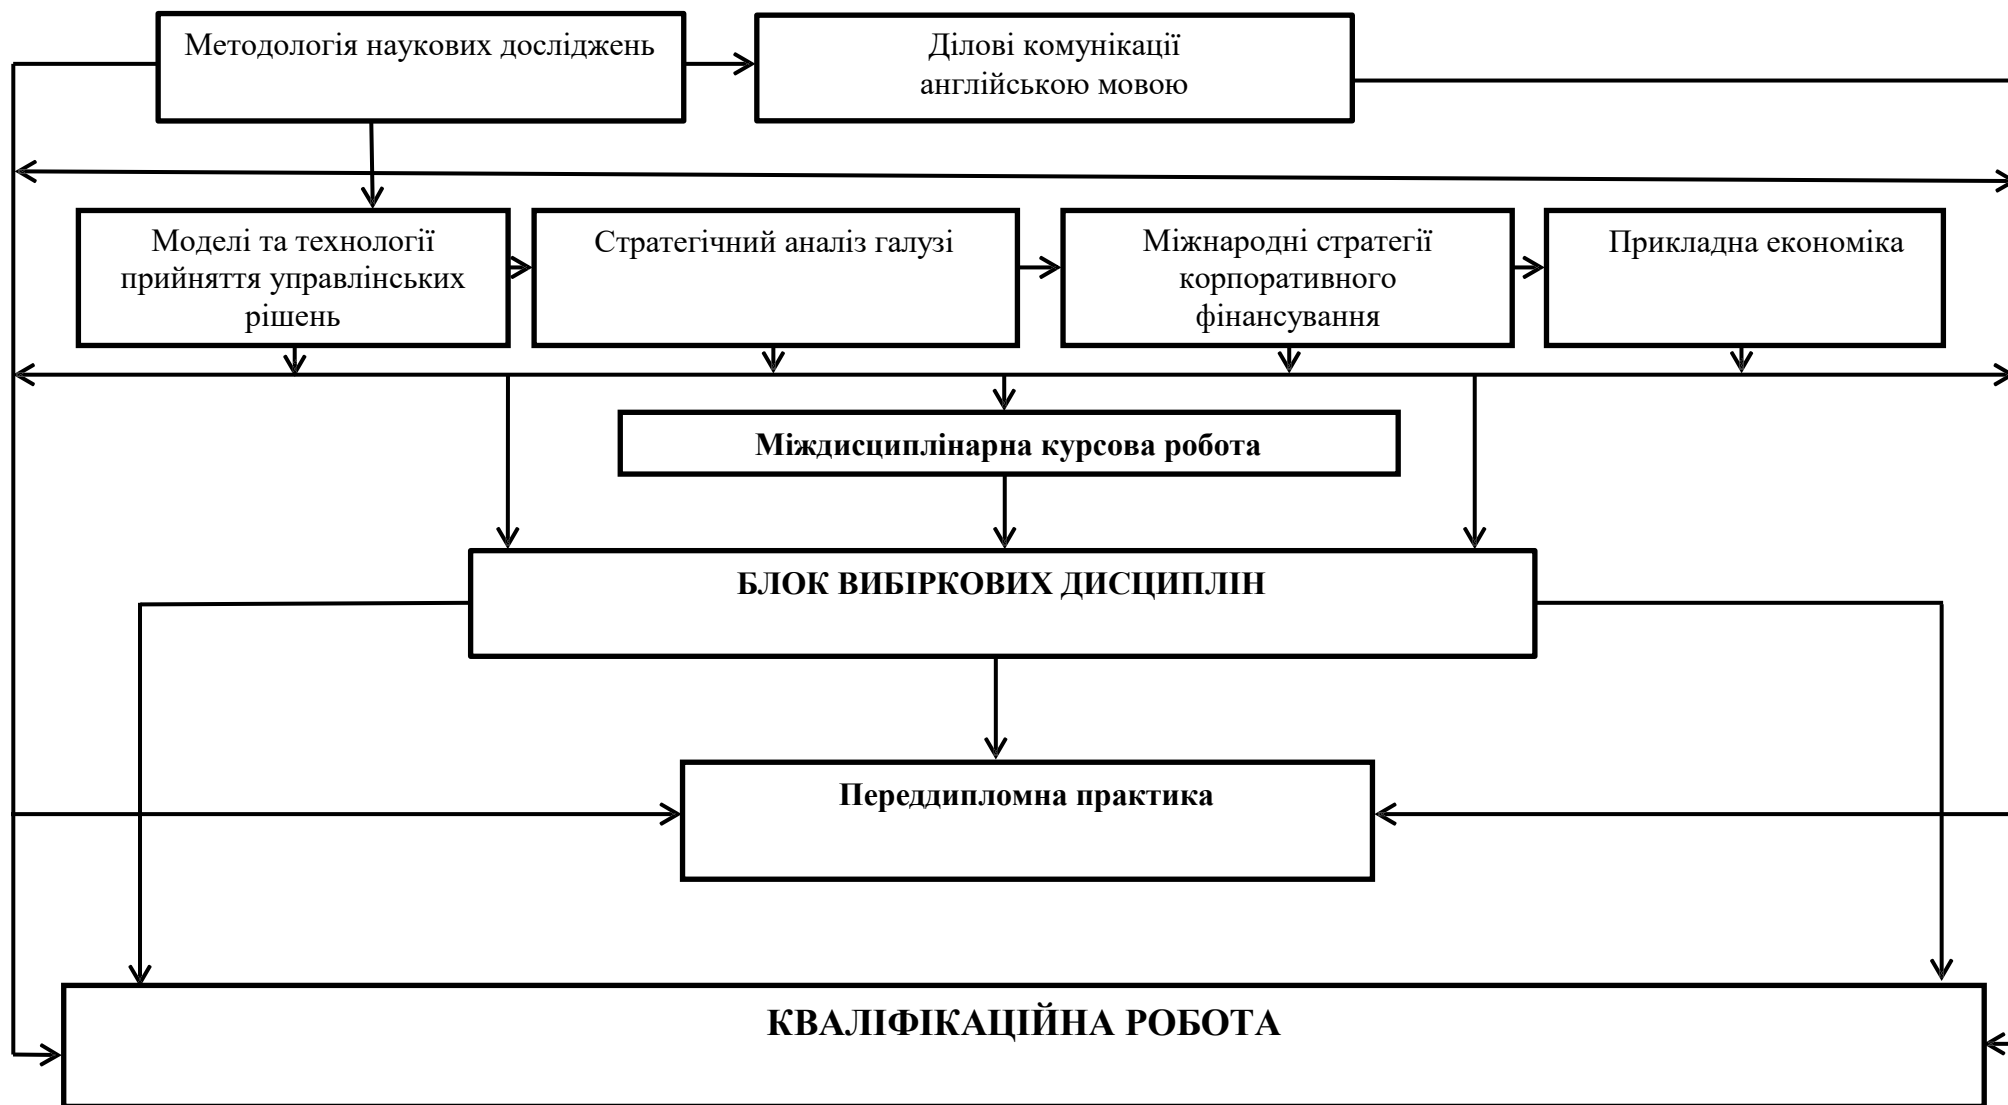 Методологія наукових досліджень
Ділові комунікації
англійською мовою
Моделі та технології
прийняття управлінських
рішень
Стратегічний аналіз галузі
Міжнародні стратегії
корпоративного
фінансування
Прикладна економіка
Міждисциплінарна курсова робота
БЛОК ВИБІРКОВИХ ДИСЦИПЛІН
Переддипломна практика
КВАЛІФІКАЦІЙНА РОБОТА